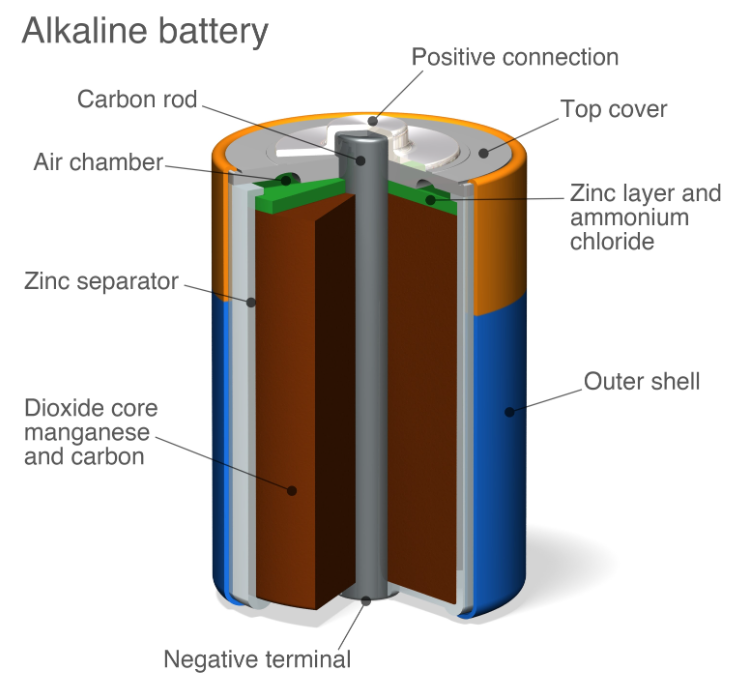 Alkaline battery
Positive connection
Carbon rod
Top cover
Air chamber
Zinc layer and
ammonium
chloride
Zinc separator
Outer shell
Dioxide core
manganese
and carbon
Negative terminal